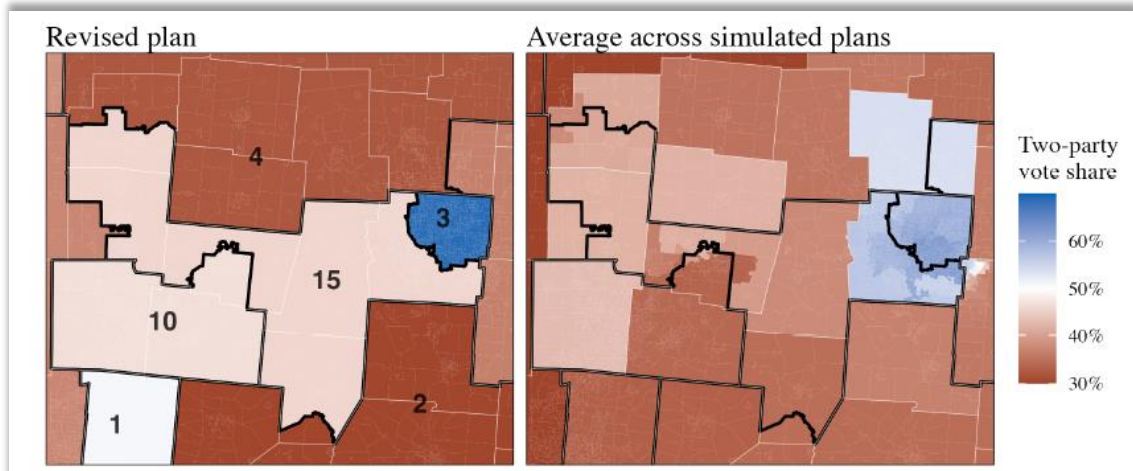 Revised plan
Average across simulated plans
4
3
15
10
2
1
Two-party
vote share
60%
50%
40%
30%